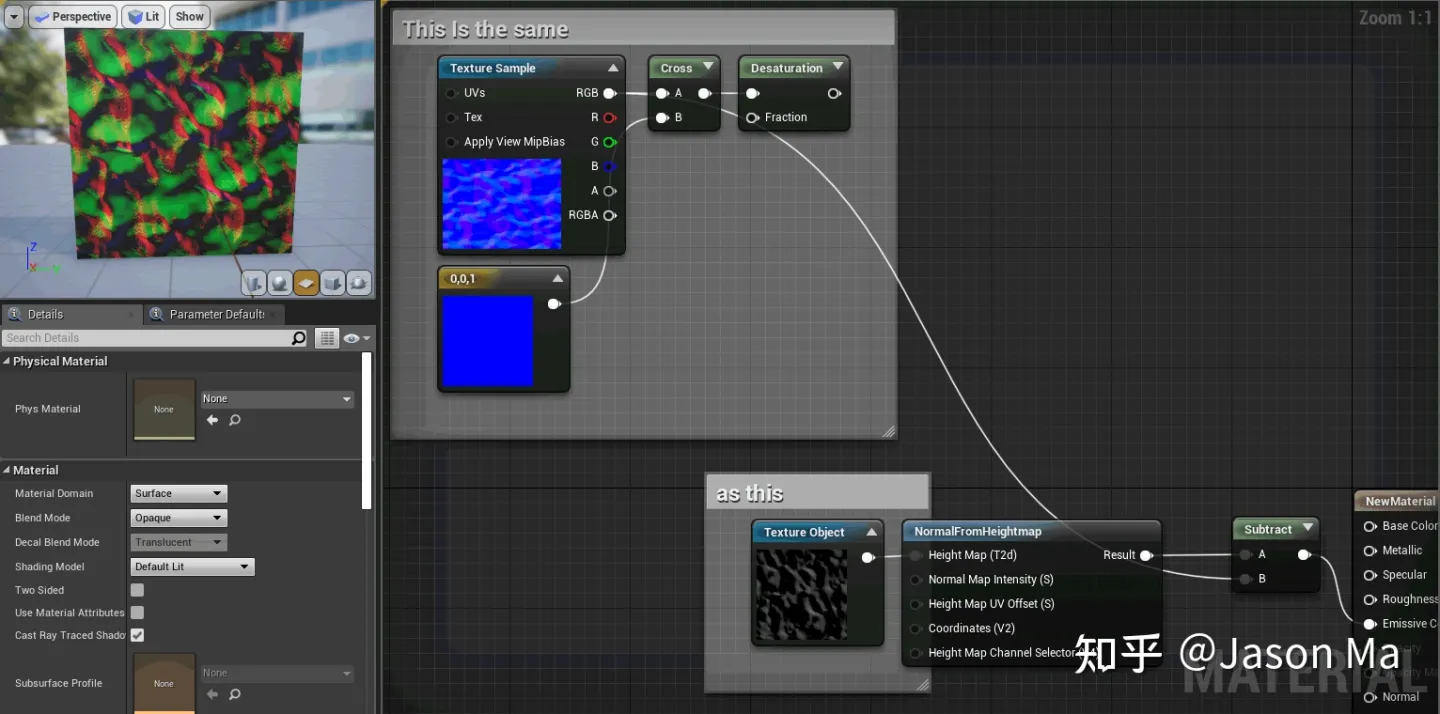 Perspective
Lit
Show
Details
Parameter Defaults
Search Details
Physical Material
Phys Material
None
None
Material
Material Domain
Surface
Blend Mode
Opaque
Decal Blend Mode
Translucent
Shading Model
Default Lit
Two Sided
Use Material Attributes
Cast Ray Traced Shado
Subsurface Profile
None
None
Z
X
Zoom 1:1
This Is the same
Texture Sample
UVs
RGB
Tex
R
Apply View MipBias
G
B
A
RGBA
Cross
A
B
Desaturation
Fraction
0,0,1
as this
Texture Object
NormalFromHeightmap
Height Map (T2d)
Result
Normal Map Intensity (S)
Height Map UV Offset (S)
Coordinates (V2)
Height Map Channel Selector
Subtract
A
B
NewMaterial
Base Color
Metallic
Specular
Roughness
Emissive C
Normal
MATERIAL
知乎 @Jason Ma